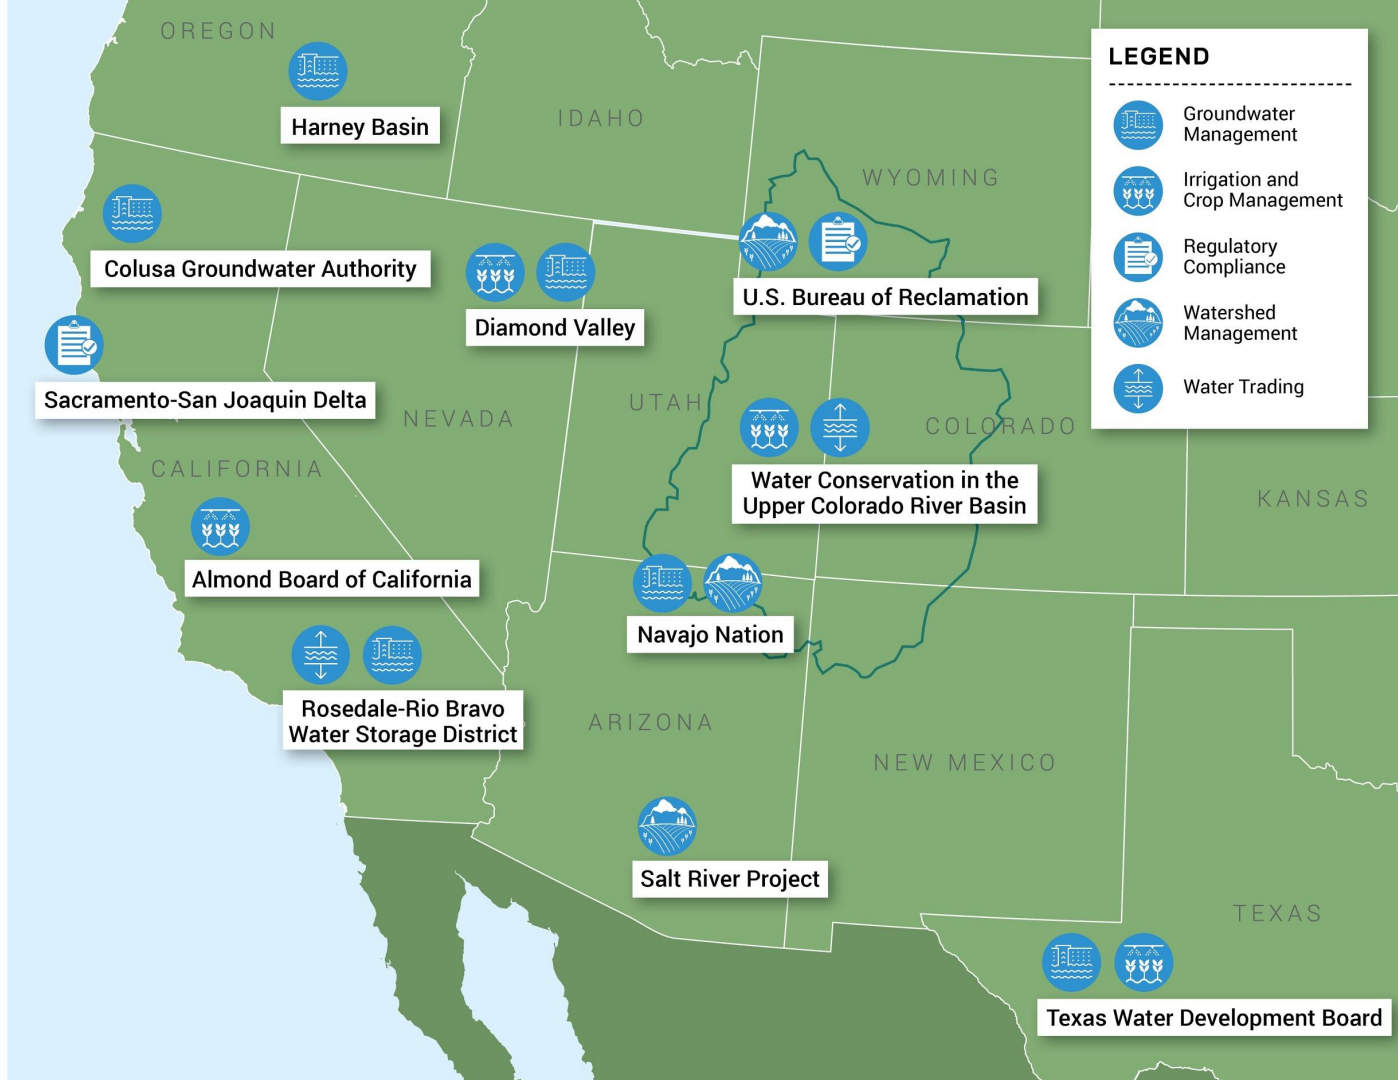 OREGON
Harney Basin
IDAHO
WYOMING
LEGEND
Groundwater
Management
Irrigation and
Crop Management
Regulatory
Compliance
Watershed
Management
Water Trading
Colusa Groundwater Authority
Diamond Valley
U.S. Bureau of Reclamation
Sacramento-San Joaquin Delta
NEVADA
UTAH
COLORADO
CALIFORNIA
Water Conservation in the
Upper Colorado River Basin
KANSAS
Almond Board of California
Navajo Nation
Rosedale-Rio Bravo
Water Storage District
ARIZONA
NEW MEXICO
Salt River Project
TEXAS
Texas Water Development Board